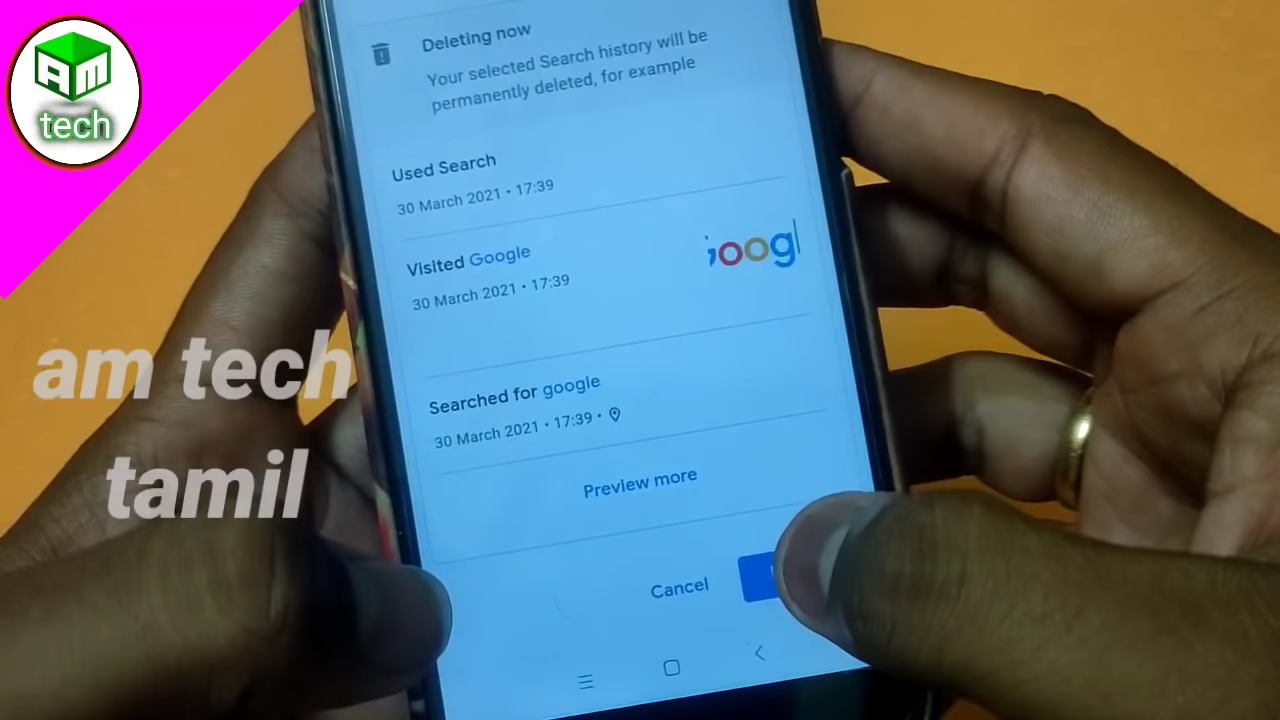 AM
tech
am tech
tamil
Deleting now
Your selected Search history will be
permanently deleted, for example
Used Search
30 March 2021 • 17:39
Visited Google
30 March 2021 • 17:39
Searched for google
30 March 2021 • 17:39 •
Preview more
Cancel